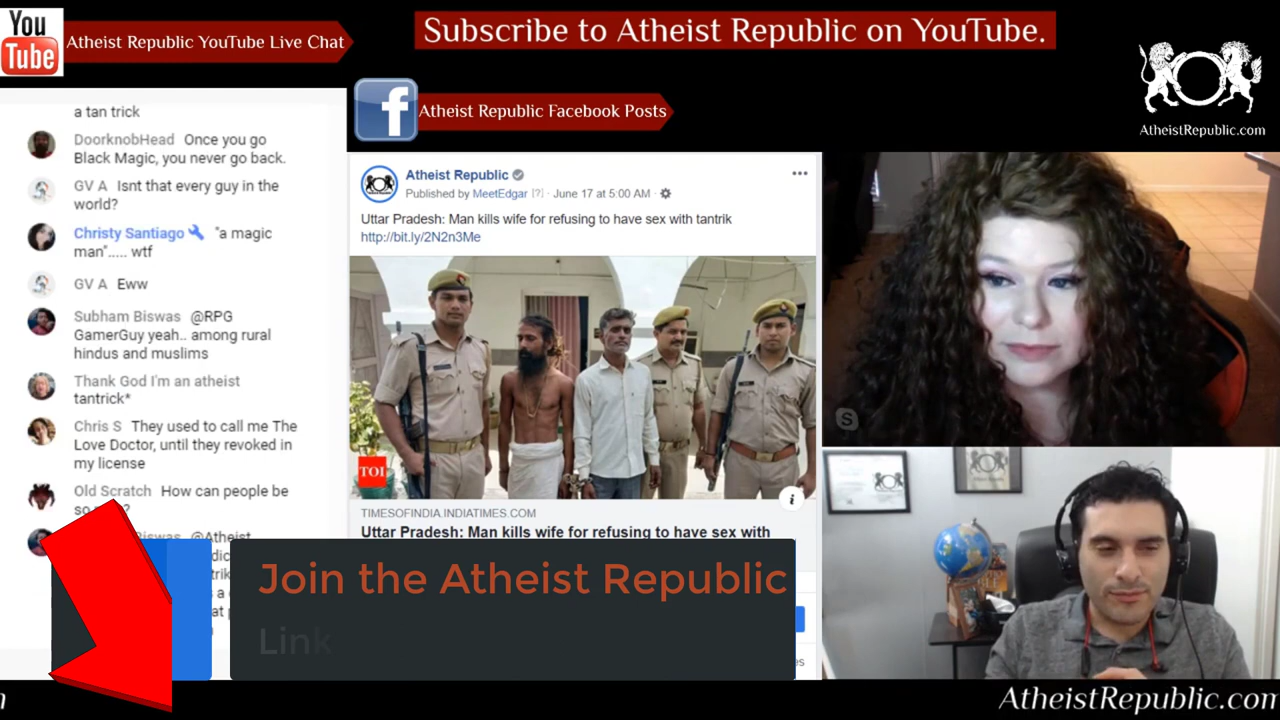 You
Tube
Atheist Republic YouTube Live Chat
Subscribe to Atheist Republic on YouTube.
AtheistRepublic.com
f
Atheist Republic Facebook Posts
a tan trick
DoorknobHead Once you go
Black Magic, you never go back.
GV A Isnt that every guy in the
world?
Christy Santiago "a magic
man"..... wtf
GV A Eww
Subham Biswas @RPG
GamerGuy yeah.. among rural
hindus and muslims
Thank God I'm an atheist
tantrick*
Chris S They used to call me The
Love Doctor, until they revoked in
my license
Old Scratch How can people be
so
Biswas @Atheist
Atheist Republic
Published by MeetEdgar [?] · June 17 at 5:00 AM ·
Uttar Pradesh: Man kills wife for refusing to have sex with tantrik
http://bit.ly/2N2n3Me
TOI
i
TIMESOFINDIA.INDIATIMES.COM
Uttar Pradesh: Man kills wife for refusing to have sex with
Join the Atheist Republic
Link
S
AtheistRepublic.com